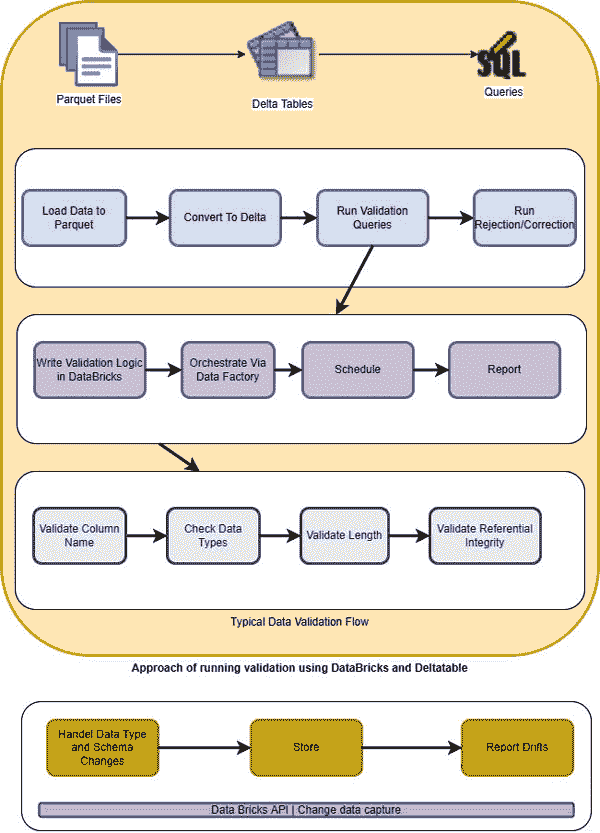 SQL
Parquet Files
Delta Tables
Queries
Load Data to
Parquet
Convert To Delta
Run Validation
Queries
Run
Rejection/Correction
Write Validation Logic
in DataBricks
Orchestrate Via
Data Factory
Schedule
Report
Validate Column
Name
Check Data
Types
Validate Length
Validate Referential
Integrity
Typical Data Validation Flow
Approach of running validation using DataBricks and Deltatable
Handel Data Type
and Schema
Changes
Store
Report Drifts
Data Bricks API | Change data capture